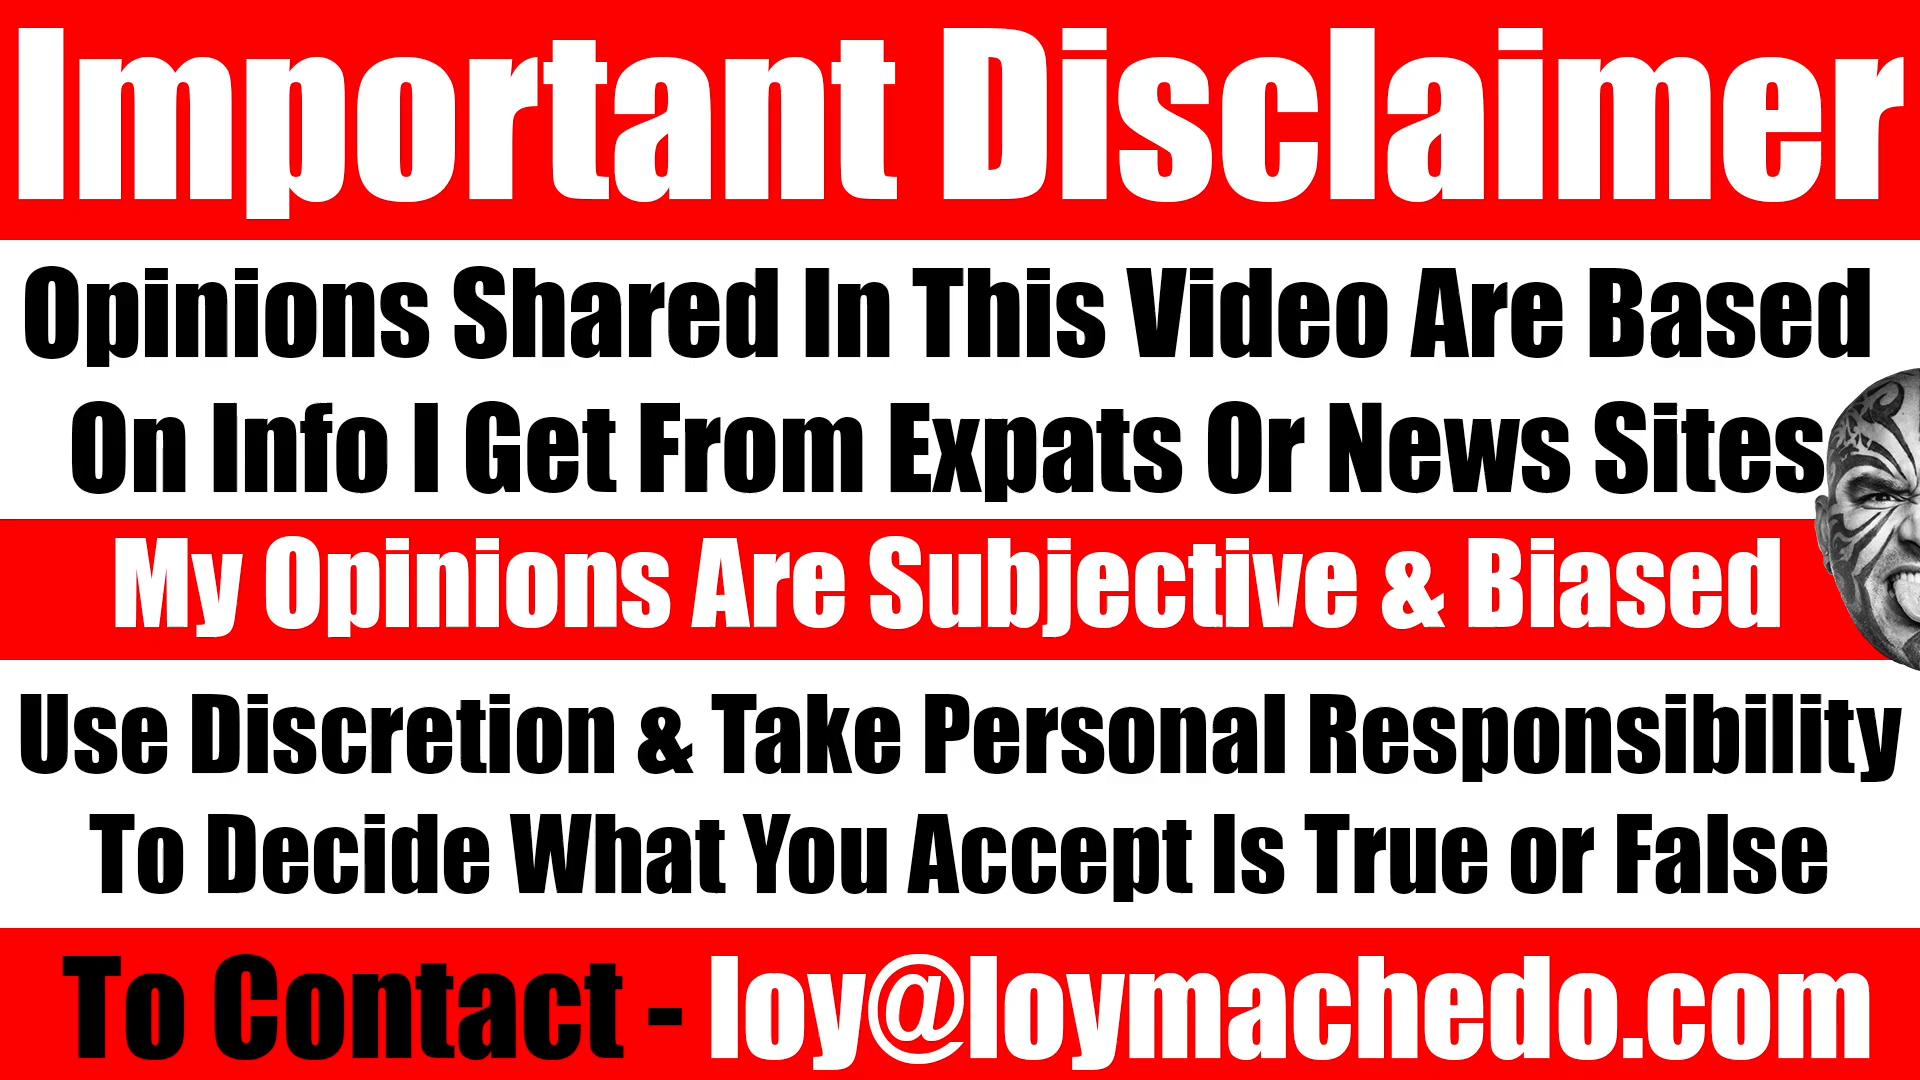 Important Disclaimer
Opinions Shared In This Video Are Based
On Info I Get From Expats Or News Sites
My Opinions Are Subjective & Biased
Use Discretion & Take Personal Responsibility
To Decide What You Accept Is True or False
To Contact - loy@loymachedo.com